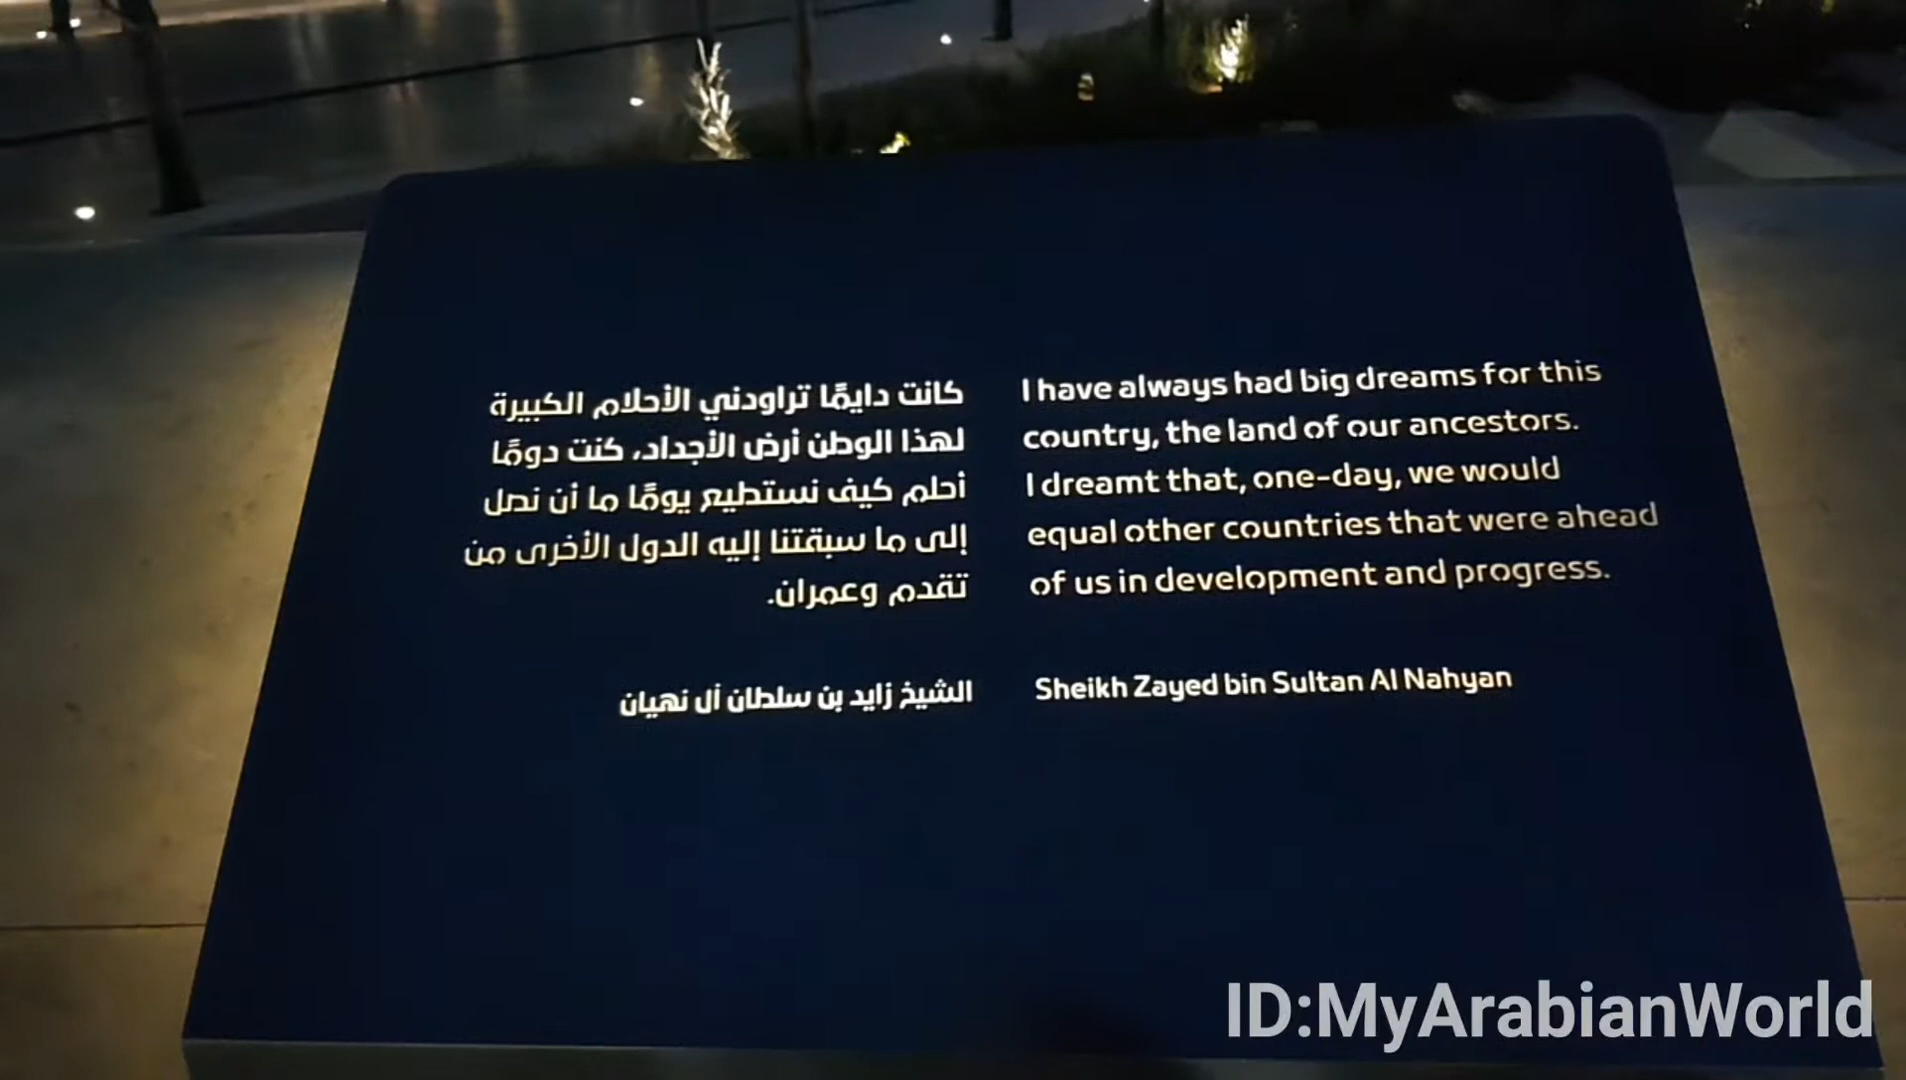 كانت دايمًا تراودني الأحلام الكبيرة
لهذا الوطن أرض الأجداد، كنت دومًا
أحلم كيف نستطيع يومًا ما أن نصل
إلى ما سبقتنا إليه الدول الأخرى من
تقدم وعمران.
الشيخ زايد بن سلطان آل نهيان
I have always had big dreams for this
country, the land of our ancestors.
I dreamt that, one-day, we would
equal other countries that were ahead
of us in development and progress.
Sheikh Zayed bin Sultan Al Nahyan
ID:MyArabianWorld